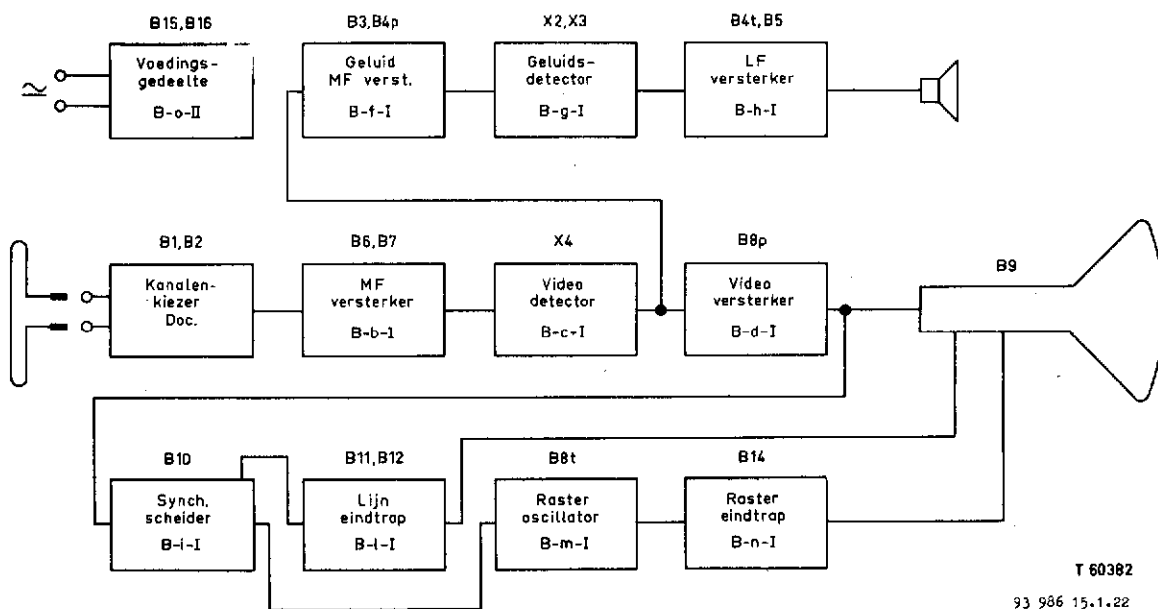 B15, B16
Voedings-
gedeelte
B-o-II
B3, B4p
Geluid
MF verst.
B-f-I
X2, X3
Geluids-
detector
B-g-I
B4t, B5
LF
versterker
B-h-I
B1, B2
Kanalen-
kiezer
Doc.
B6, B7
MF
versterker
B-b-1
X4
Video
detector
B-c-I
B8p
Video
versterker
B-d-I
B9
B10
Synch.
scheider
B-i-I
B11, B12
Lijn
eindtrap
B-l-I
B8t
Raster
oscillator
B-m-I
B14
Raster
eindtrap
B-n-I
T 60382
93 986 15.1.22